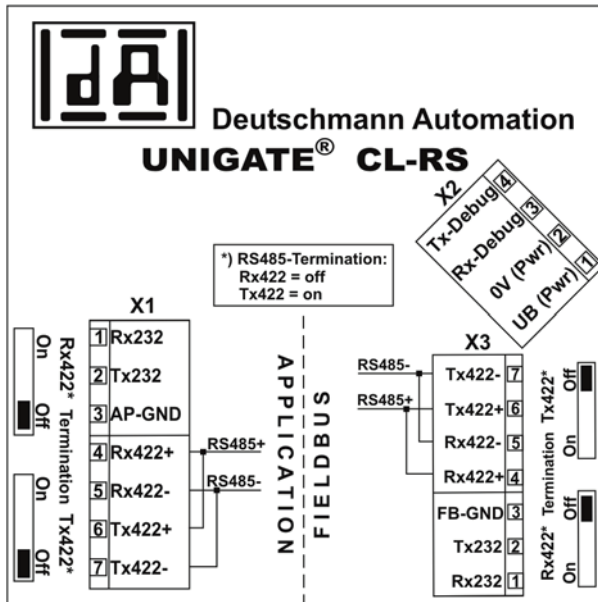 dA
Deutschmann Automation
UNIGATE® CL-RS
X2
Tx-Debug 4
Rx-Debug 3
0V (Pwr) 2
UB (Pwr) 1
*) RS485-Termination:
Rx422 = off
Tx422 = on
X1
1 Rx232
2 Tx232
3 AP-GND
4 Rx422+
5 Rx422-
6 Tx422+
7 Tx422-
RS485+
RS485-
On
Off
Rx422* Termination Tx422*
On
Off
APPLICATION
FIELDBUS
X3
RS485-
RS485+
Tx422- 7
Tx422+ 6
Rx422- 5
Rx422+ 4
FB-GND 3
Tx232 2
Rx232 1
Off
On
Rx422* Termination Tx422*
Off
On